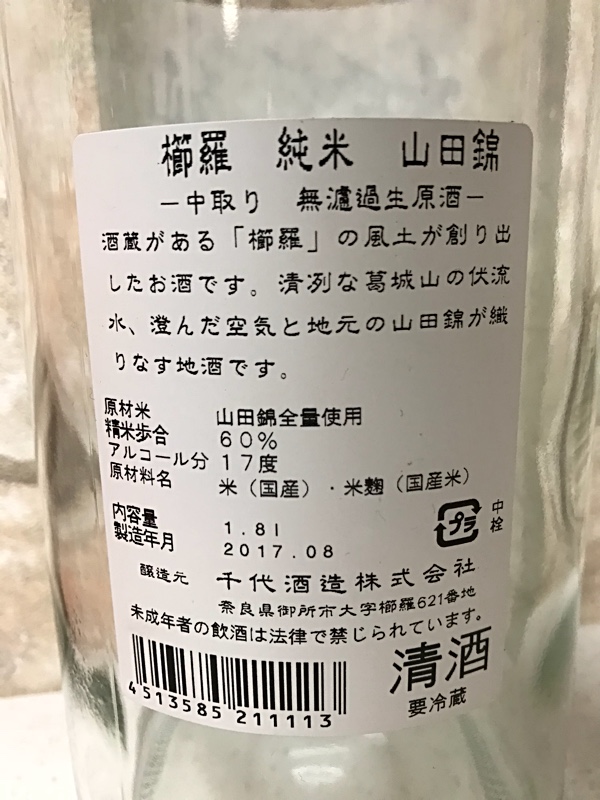 櫛羅 純米 山田錦
－中取り 無濾過生原酒－
酒蔵がある「櫛羅」の風土が創り出
したお酒です。清冽な葛城山の伏流
水、澄んだ空気と地元の山田錦が織
りなす地酒です。
原材米 山田錦全量使用
精米歩合 60%
アルコール分 17度
原材料名 米（国産）・米麹（国産米）
内容量 1.8l
製造年月 2017.08
プラ 中栓
醸造元 千代酒造株式会社
奈良県御所市大字櫛羅621番地
未成年者の飲酒は法律で禁じられています。
清酒
要冷蔵
4513585211113